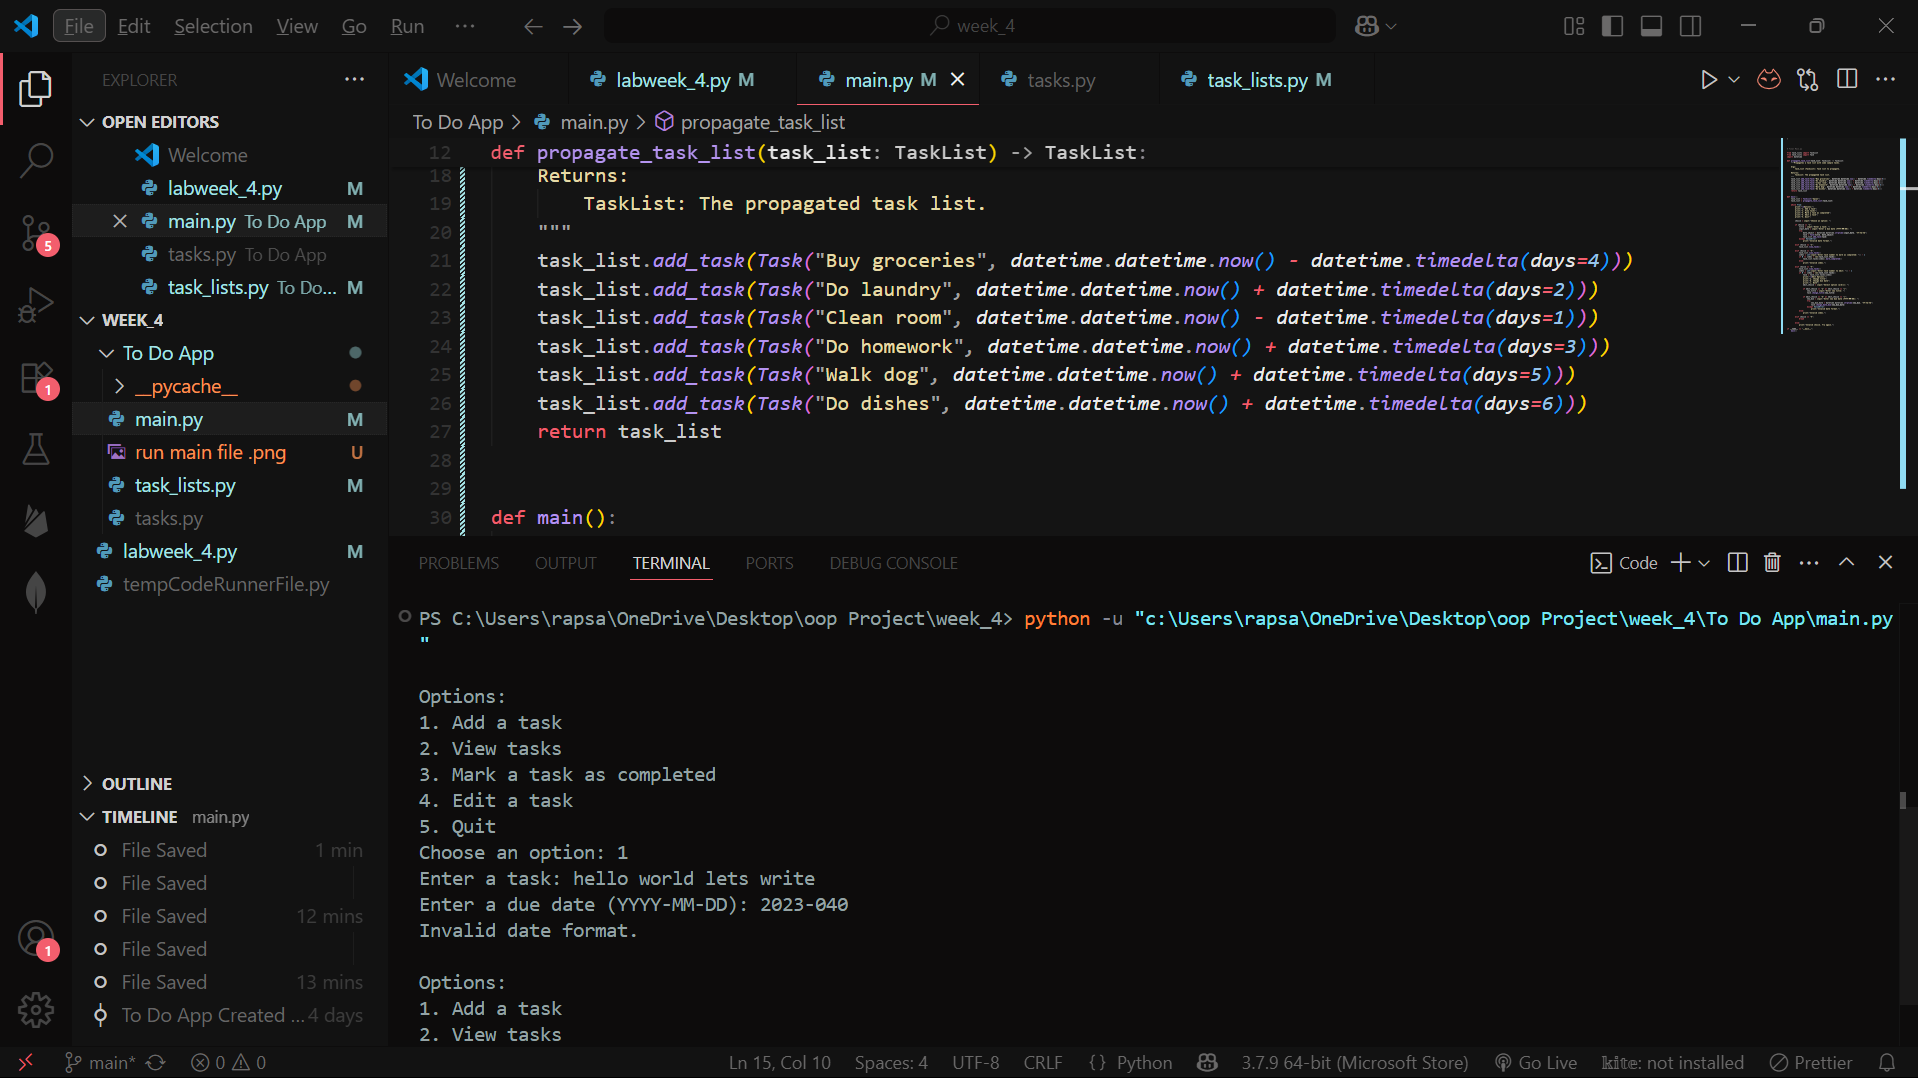 File Edit Selection View Go Run ··· week_4
EXPLORER ···
OPEN EDITORS
Welcome
labweek_4.py M
main.py To Do App M
tasks.py To Do App
task_lists.py To Do... M
WEEK_4
To Do App
__pycache__
main.py M
run main file .png U
task_lists.py M
tasks.py
labweek_4.py M
tempCodeRunnerFile.py
OUTLINE
TIMELINE main.py
File Saved 1 min
File Saved
File Saved 12 mins
File Saved
File Saved 13 mins
To Do App Created ... 4 days
5
1
1
Welcome labweek_4.py M main.py M tasks.py task_lists.py M
To Do App > main.py > propagate_task_list
12 def propagate_task_list(task_list: TaskList) -> TaskList:
18 Returns:
19 TaskList: The propagated task list.
20 """
21 task_list.add_task(Task("Buy groceries", datetime.datetime.now() - datetime.timedelta(days=4)))
22 task_list.add_task(Task("Do laundry", datetime.datetime.now() + datetime.timedelta(days=2)))
23 task_list.add_task(Task("Clean room", datetime.datetime.now() - datetime.timedelta(days=1)))
24 task_list.add_task(Task("Do homework", datetime.datetime.now() + datetime.timedelta(days=3)))
25 task_list.add_task(Task("Walk dog", datetime.datetime.now() + datetime.timedelta(days=5)))
26 task_list.add_task(Task("Do dishes", datetime.datetime.now() + datetime.timedelta(days=6)))
27 return task_list
28
29
30 def main():
PROBLEMS OUTPUT TERMINAL PORTS DEBUG CONSOLE Code
PS C:\Users\rapsa\OneDrive\Desktop\oop Project\week_4> python -u "c:\Users\rapsa\OneDrive\Desktop\oop Project\week_4\To Do App\main.py
"
Options:
1. Add a task
2. View tasks
3. Mark a task as completed
4. Edit a task
5. Quit
Choose an option: 1
Enter a task: hello world lets write
Enter a due date (YYYY-MM-DD): 2023-040
Invalid date format.
Options:
1. Add a task
2. View tasks
main* 0 0 Ln 15, Col 10 Spaces: 4 UTF-8 CRLF {} Python 3.7.9 64-bit (Microsoft Store) Go Live kite: not installed Prettier